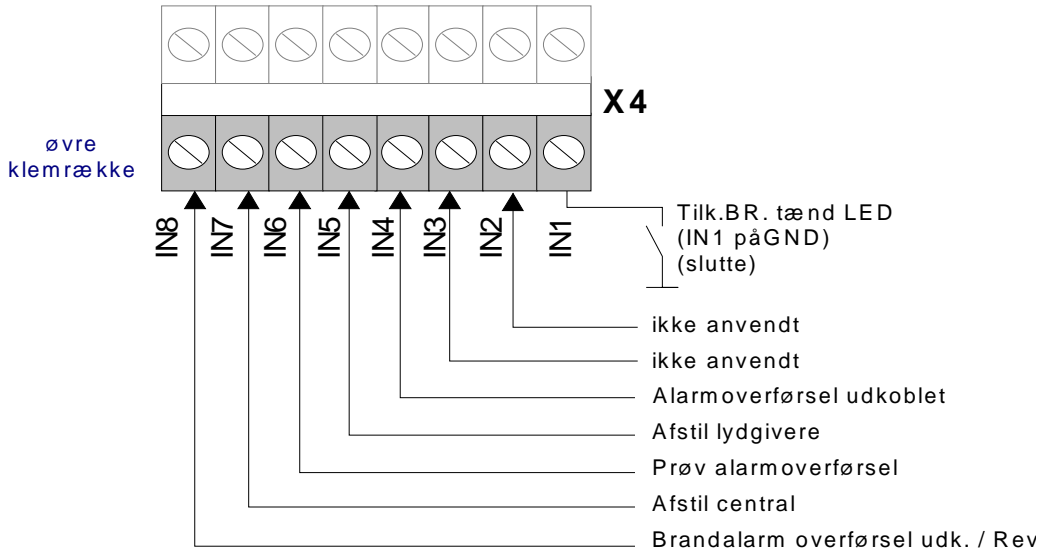 X4
øvre
klemrække
IN8 IN7 IN6 IN5 IN4 IN3 IN2 IN1
Tilk.BR. tænd LED
(IN1 påGND)
(slutte)
ikke anvendt
ikke anvendt
Alarmoverførsel udkoblet
Afstil lydgivere
Prøv alarmoverførsel
Afstil central
Brandalarm overførsel udk. / Rev